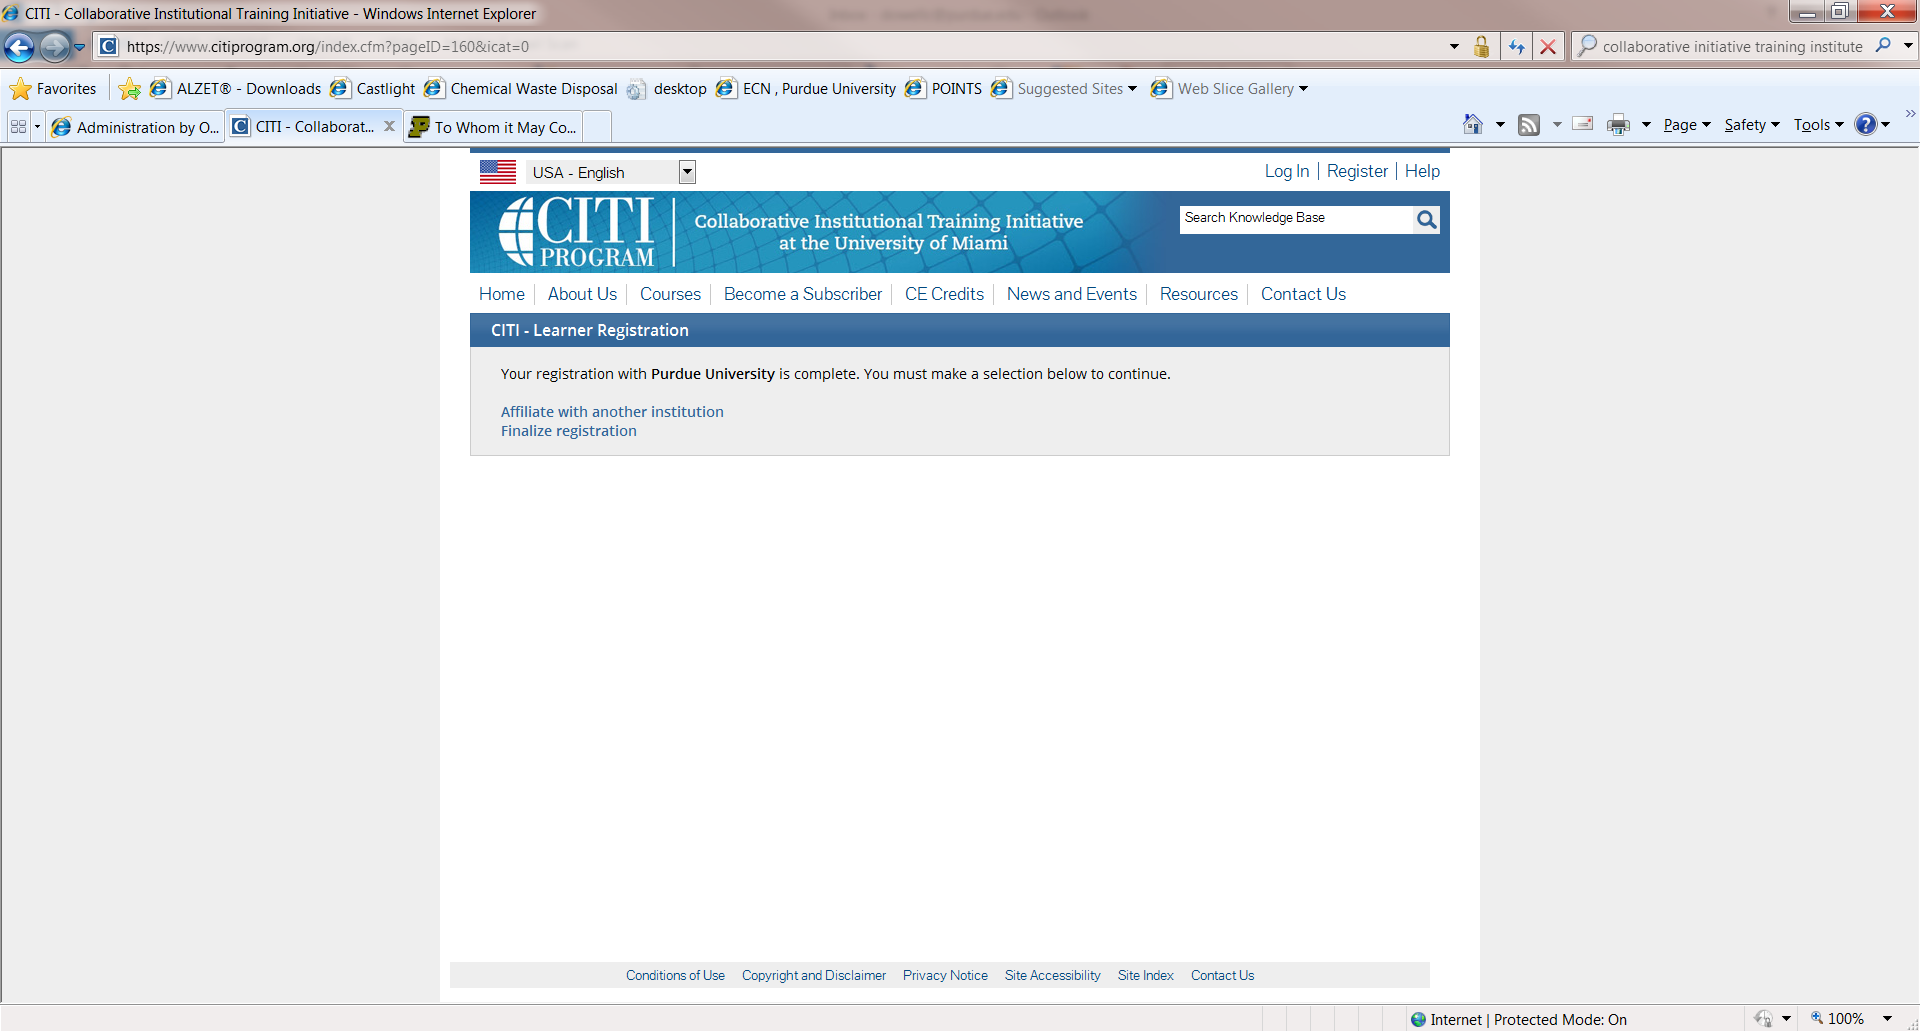 CITI - Collaborative Institutional Training Initiative - Windows Internet Explorer
https://www.citiprogram.org/index.cfm?pageID=160&icat=0
collaborative initiative training institute
Favorites
ALZET® - Downloads
Castlight
Chemical Waste Disposal
desktop
ECN , Purdue University
POINTS
Suggested Sites
Web Slice Gallery
Administration by O...
CITI - Collaborat...
To Whom it May Co...
Page
Safety
Tools
USA - English
Log In | Register | Help
CITI
PROGRAM
Collaborative Institutional Training Initiative
at the University of Miami
Search Knowledge Base
Home
About Us
Courses
Become a Subscriber
CE Credits
News and Events
Resources
Contact Us
CITI - Learner Registration
Your registration with Purdue University is complete. You must make a selection below to continue.
Affiliate with another institution
Finalize registration
Conditions of Use
Copyright and Disclaimer
Privacy Notice
Site Accessibility
Site Index
Contact Us
Internet | Protected Mode: On
100%